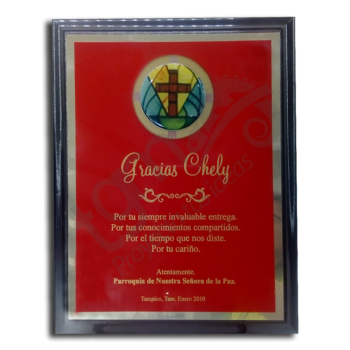 Gracias Chely
Por tu siempre invaluable entrega.
Por tus conocimientos compartidos.
Por el tiempo que nos diste.
Por tu cariño.
Atentamente.
Parroquia de Nuestra Señora de la Paz.
Tampico, Tam. Enero 2010